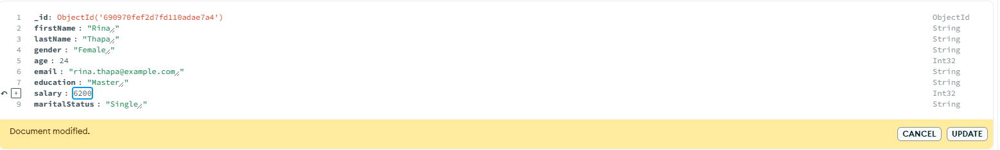 1 _id: ObjectId('690970fef2d7fd110adae7a4') ObjectId
2 firstName : "Rina" String
3 lastName : "Thapa" String
4 gender : "Female" String
5 age : 24 Int32
6 email : "rina.thapa@example.com" String
7 education : "Master" String
+ salary : 6200 Int32
9 maritalStatus : "Single" String
Document modified. CANCEL UPDATE